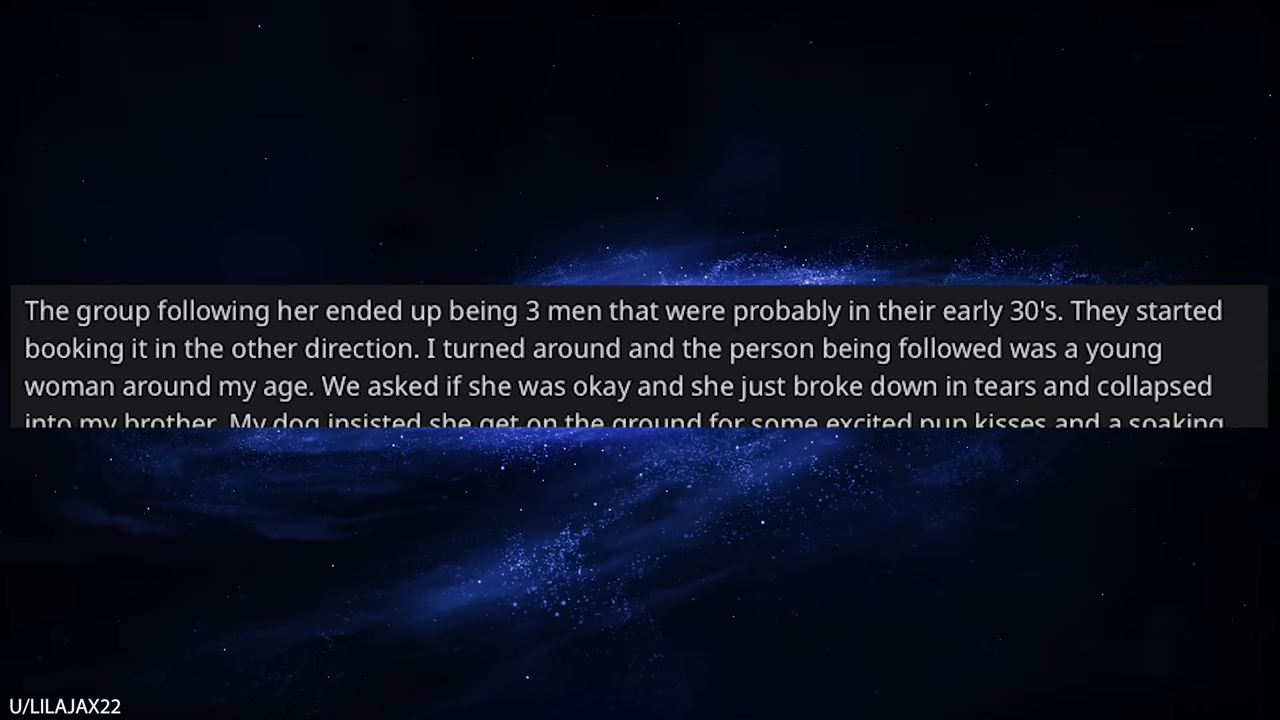 The group following her ended up being 3 men that were probably in their early 30's. They started
booking it in the other direction. I turned around and the person being followed was a young
woman around my age. We asked if she was okay and she just broke down in tears and collapsed
into my brother. My dog insisted she get on the ground for some excited pup kisses and a soaking
U/LILAJAX22